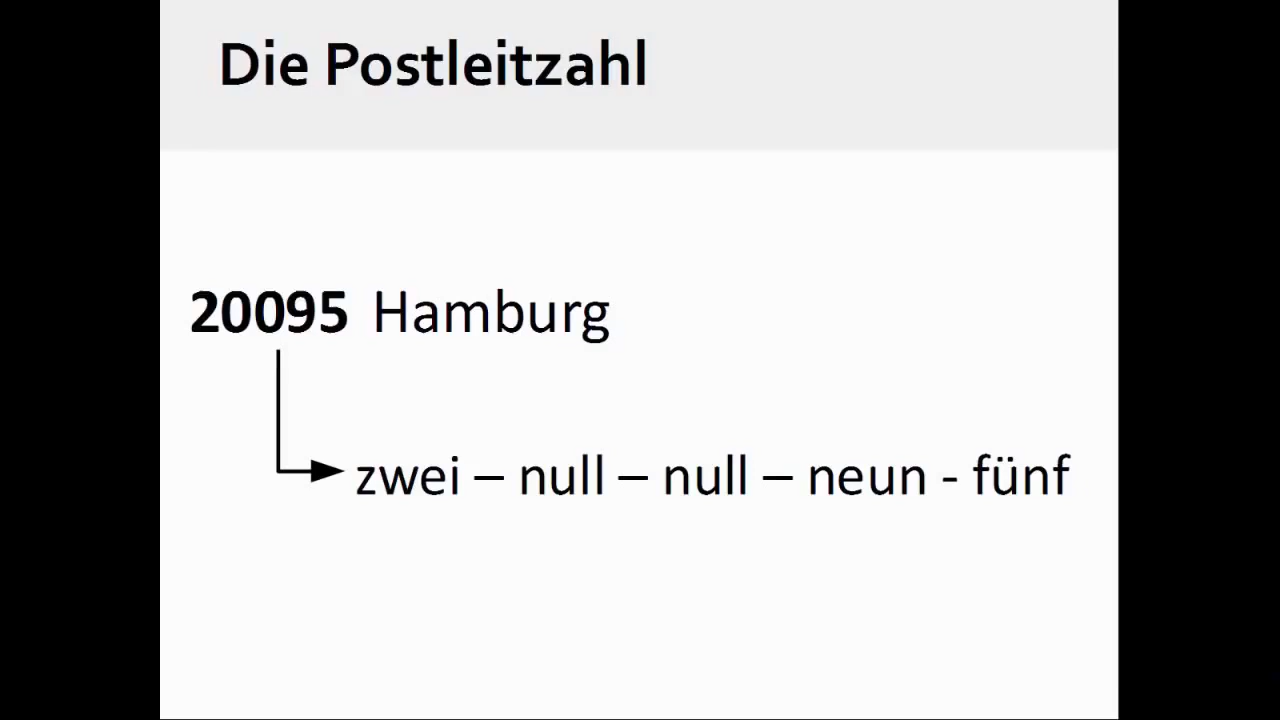 Die Postleitzahl
20095 Hamburg
zwei – null – null – neun - fünf